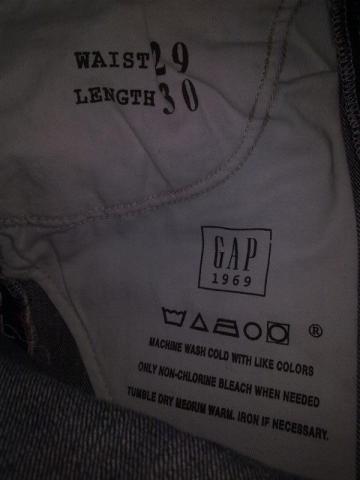 WAIST 29
LENGTH 30
GAP
1969
®
MACHINE WASH COLD WITH LIKE COLORS
ONLY NON-CHLORINE BLEACH WHEN NEEDED
TUMBLE DRY MEDIUM WARM. IRON IF NECESSARY.